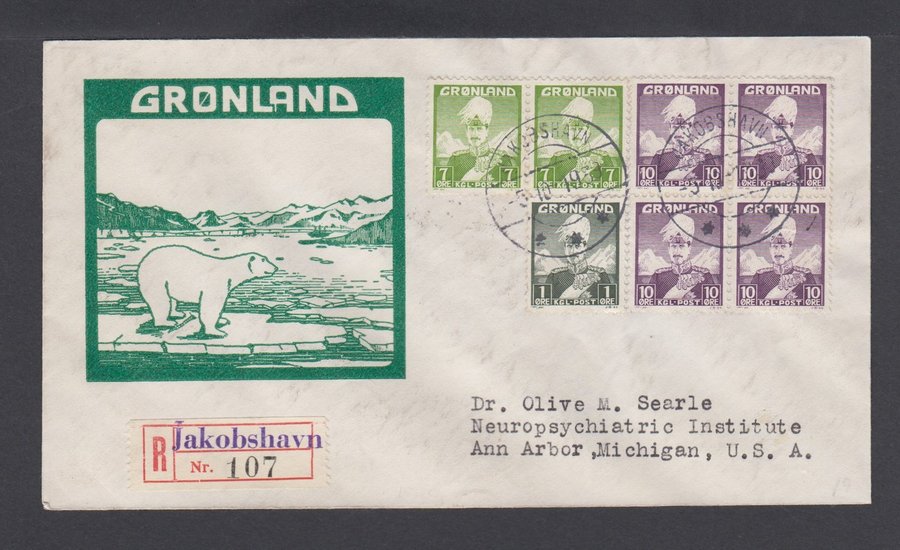 GRØNLAND
GRØNLAND GRØNLAND GRØNLAND GRØNLAND
7 7 7 7 10 10 10 10
ØRE KGL-POST ØRE ØRE KGL-POST ØRE ØRE KGL-POST ØRE ØRE KGL-POST ØRE
JAKOBSHAVN JAKOBSHAVN
GRØNLAND GRØNLAND GRØNLAND
1 1 10 10 10 10
ØRE KGL-POST ØRE ØRE KGL-POST ØRE ØRE KGL-POST ØRE
Dr. Olive M. Searle
Neuropsychiatric Institute
Ann Arbor,Michigan, U. S. A.
R Jakobshavn
Nr. 107